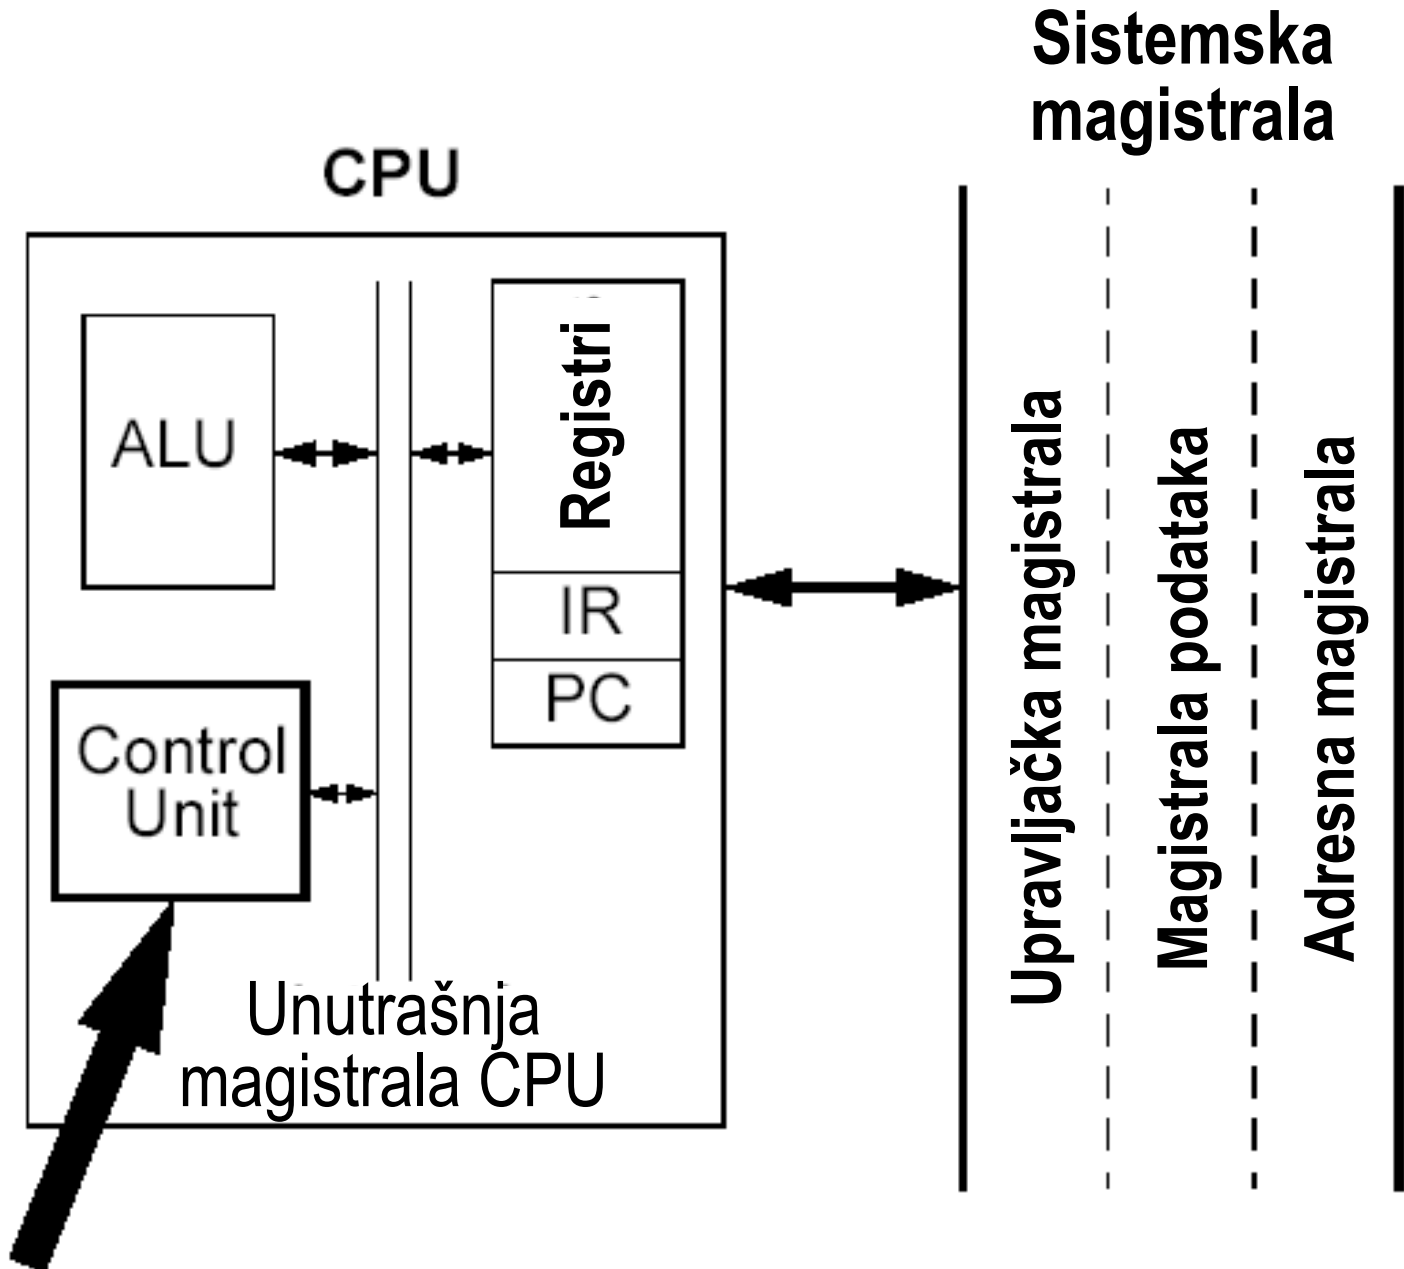 Sistemska
magistrala
CPU
ALU
Registri
IR
PC
Control
Unit
Unutrašnja
magistrala CPU
Upravljačka magistrala
Magistrala podataka
Adresna magistrala